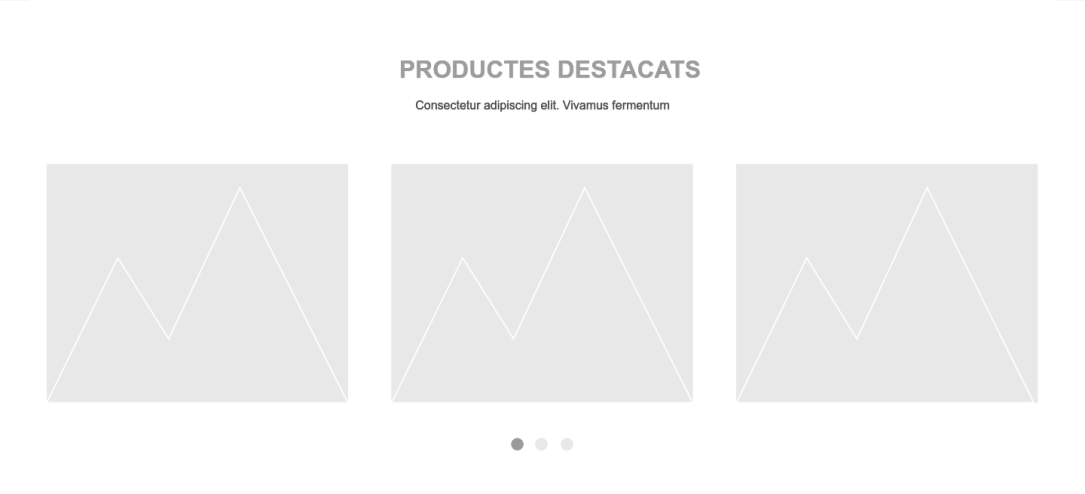 PRODUCTES DESTACATS
Consectetur adipiscing elit. Vivamus fermentum